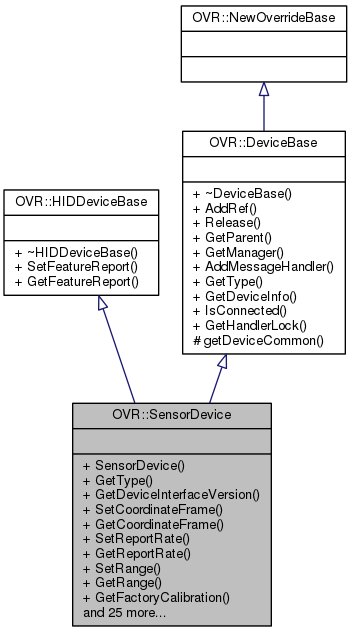 OVR::NewOverrideBase
OVR::DeviceBase
+ ~DeviceBase()
+ AddRef()
+ Release()
+ GetParent()
+ GetManager()
+ AddMessageHandler()
+ GetType()
+ GetDeviceInfo()
+ IsConnected()
+ GetHandlerLock()
# getDeviceCommon()
OVR::HIDDeviceBase
+ ~HIDDeviceBase()
+ SetFeatureReport()
+ GetFeatureReport()
OVR::SensorDevice
+ SensorDevice()
+ GetType()
+ GetDeviceInterfaceVersion()
+ SetCoordinateFrame()
+ GetCoordinateFrame()
+ SetReportRate()
+ GetReportRate()
+ SetRange()
+ GetRange()
+ GetFactoryCalibration()
and 25 more...